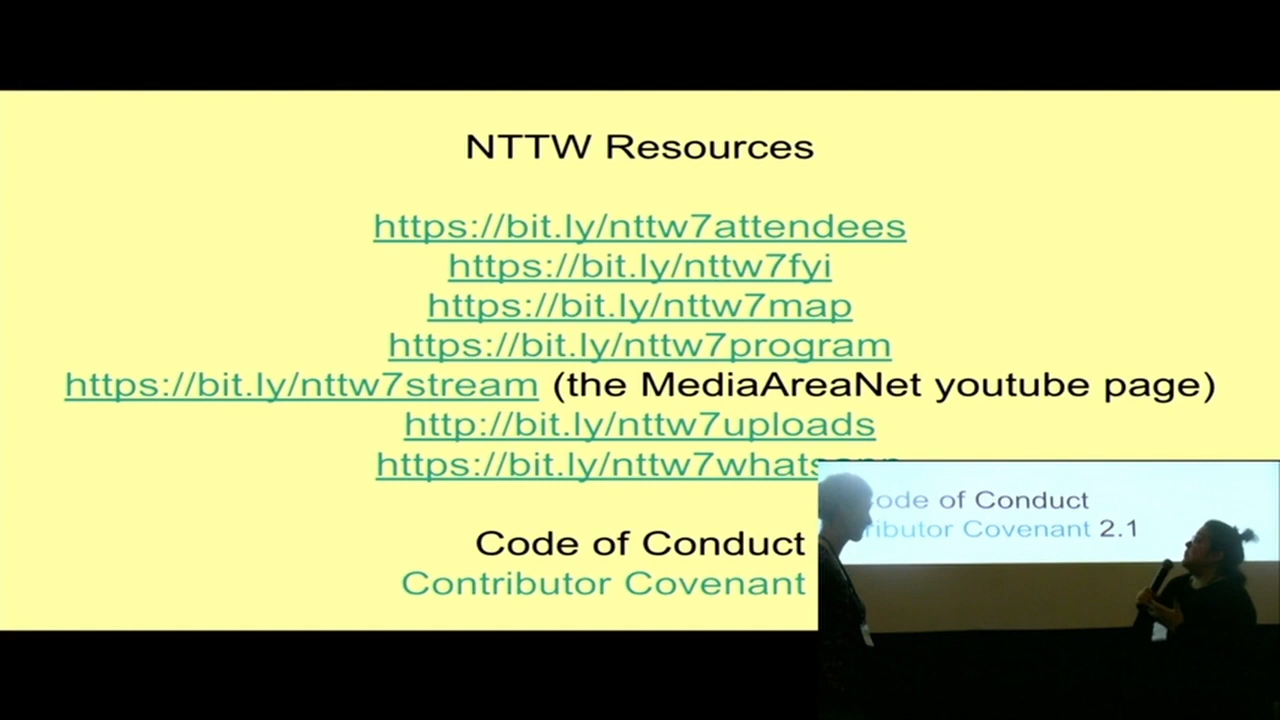 NTTW Resources
https://bit.ly/nttw7attendees
https://bit.ly/nttw7fyi
https://bit.ly/nttw7map
https://bit.ly/nttw7program
https://bit.ly/nttw7stream (the MediaAreaNet youtube page)
http://bit.ly/nttw7uploads
https://bit.ly/nttw7whatsapp
Code of Conduct
Contributor Covenant
ode of Conduct
ributor Covenant 2.1